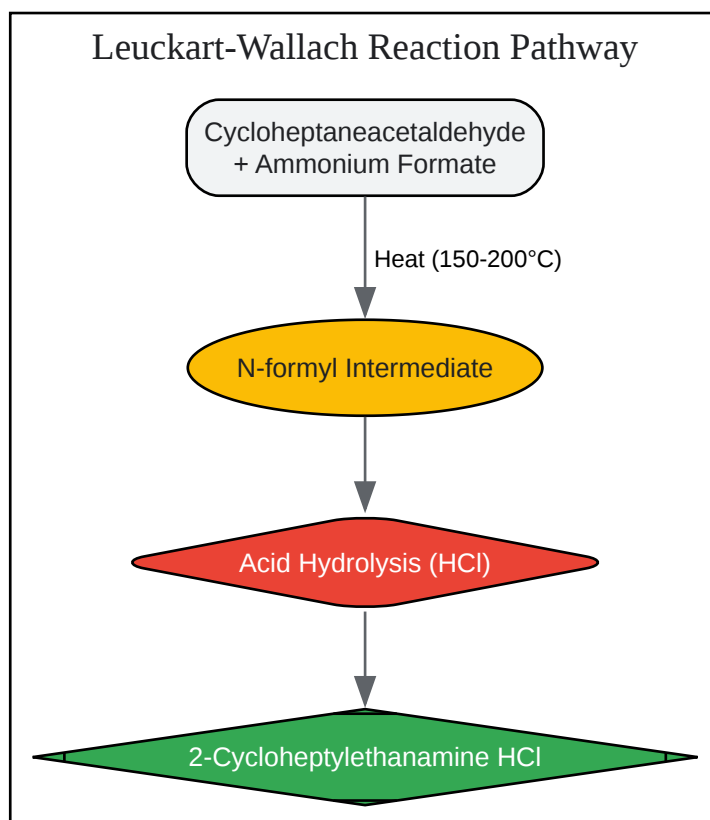 Leuckart-Wallach Reaction Pathway
Cycloheptaneacetaldehyde
+ Ammonium Formate
Heat (150-200°C)
N-formyl Intermediate
Acid Hydrolysis (HCl)
2-Cycloheptylethanamine HCl